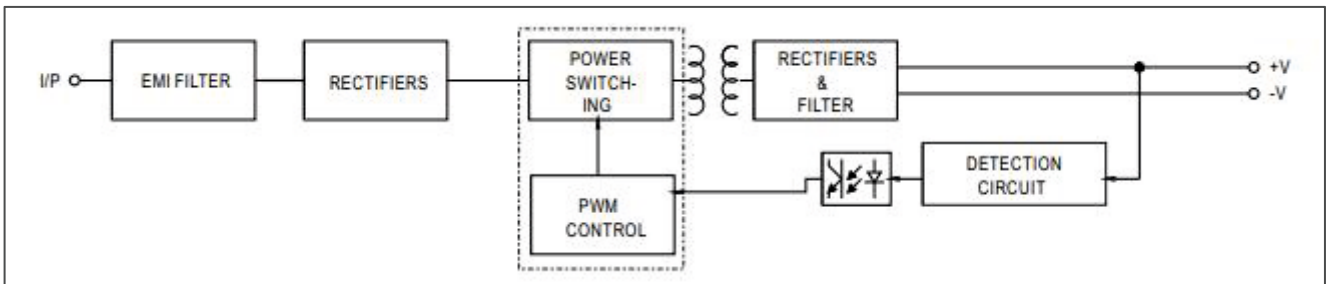 I/P
EMI FILTER
RECTIFIERS
POWER
SWITCH-
ING
RECTIFIERS
&
FILTER
+V
-V
PWM
CONTROL
DETECTION
CIRCUIT